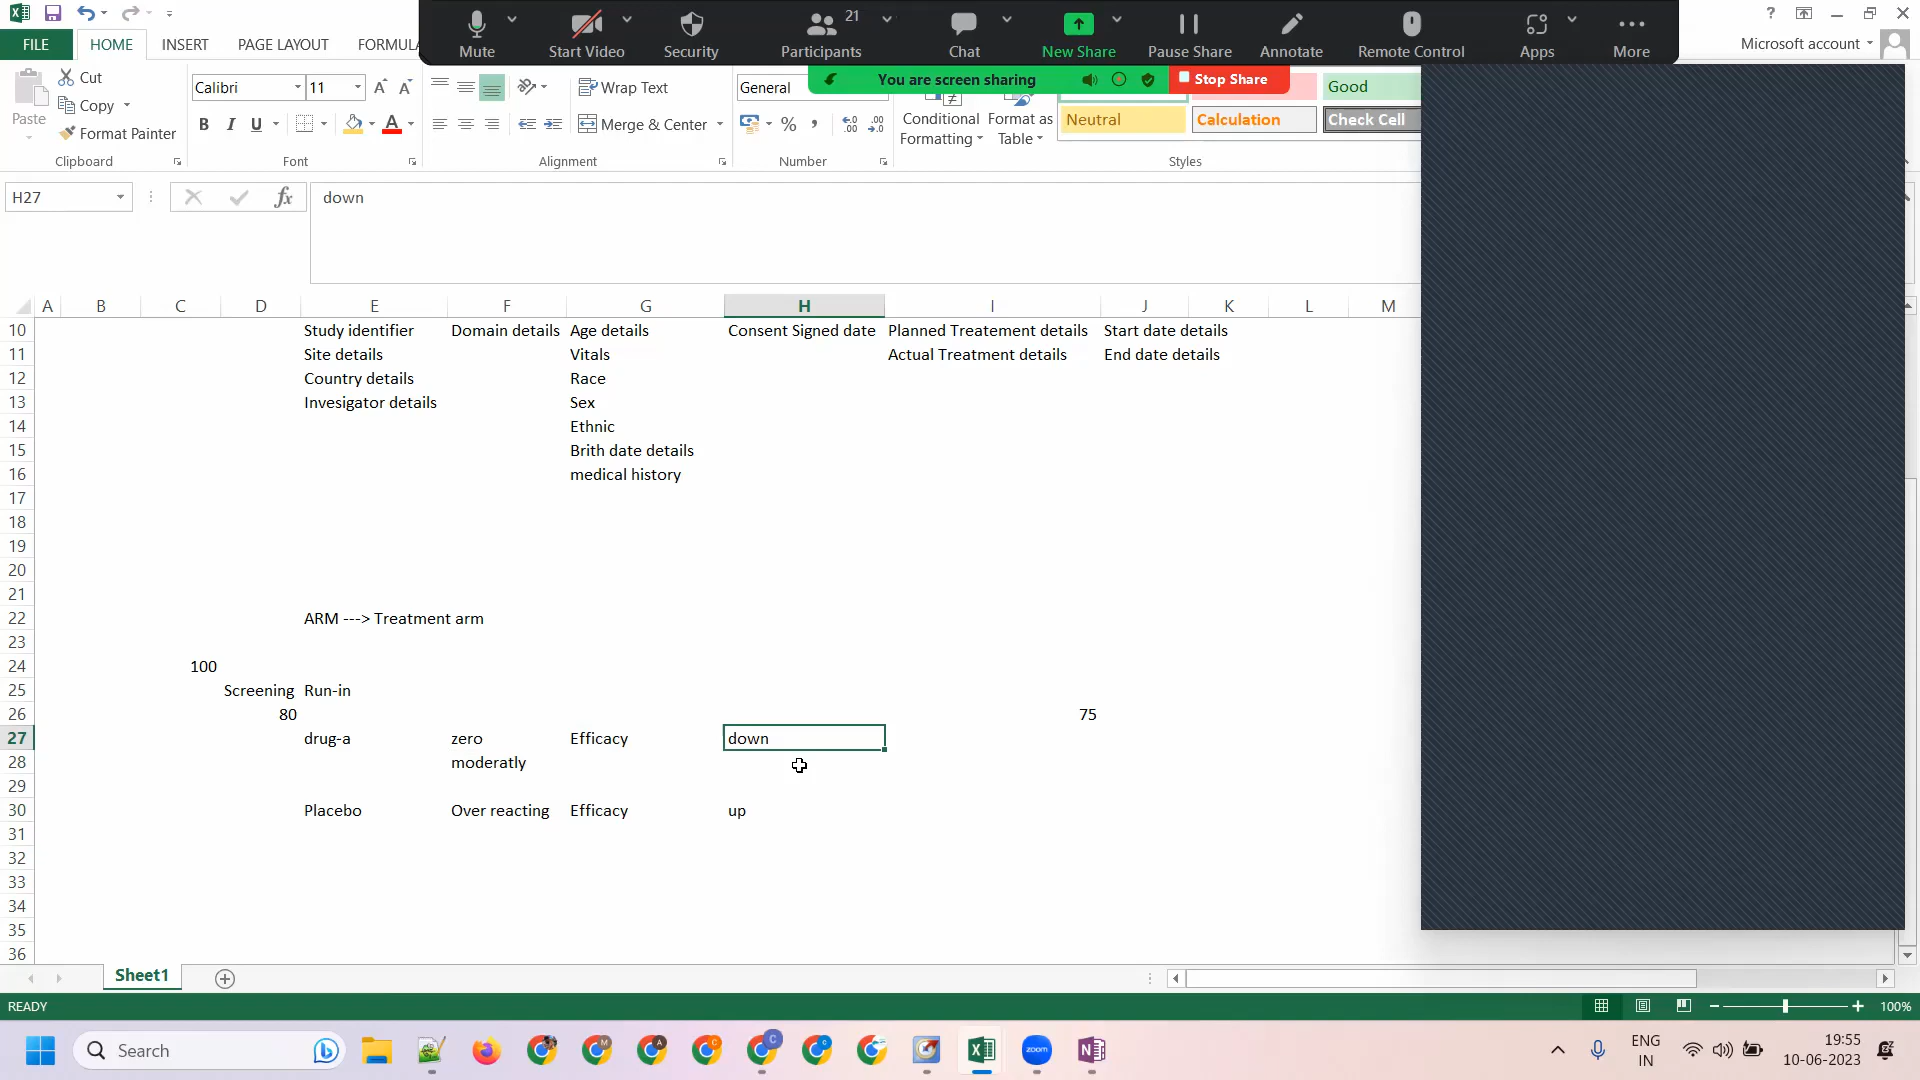 21
Mute
Start Video
Security
Participants
Chat
New Share
Pause Share
Annotate
Remote Control
Apps
More
You are screen sharing
Stop Share
FILE
HOME
INSERT
PAGE LAYOUT
FORMULA
Microsoft account
Cut
Copy
Paste
Format Painter
Calibri
11
Wrap Text
Merge & Center
General
Conditional
Formatting
Format as
Table
Good
Neutral
Calculation
Check Cell
Clipboard
Font
Alignment
Number
Styles
H27
down
A B C D E F G H I J K L M
10 Study identifier Domain details Age details Consent Signed date Planned Treatement details Start date details
11 Site details Vitals Actual Treatment details End date details
12 Country details Race
13 Invesigator details Sex
14 Ethnic
15 Brith date details
16 medical history
17
18
19
20
21
22 ARM ---> Treatment arm
23
24 100
25 Screening Run-in
26 80 75
27 drug-a zero Efficacy down
28 moderatly
29
30 Placebo Over reacting Efficacy up
31
32
33
34
35
36
Sheet1
READY
100%
Search
zoom
ENG
IN
19:55
10-06-2023